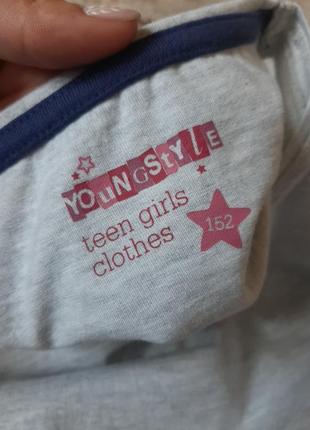 YOUNGSTYLE
teen girls
clothes
152